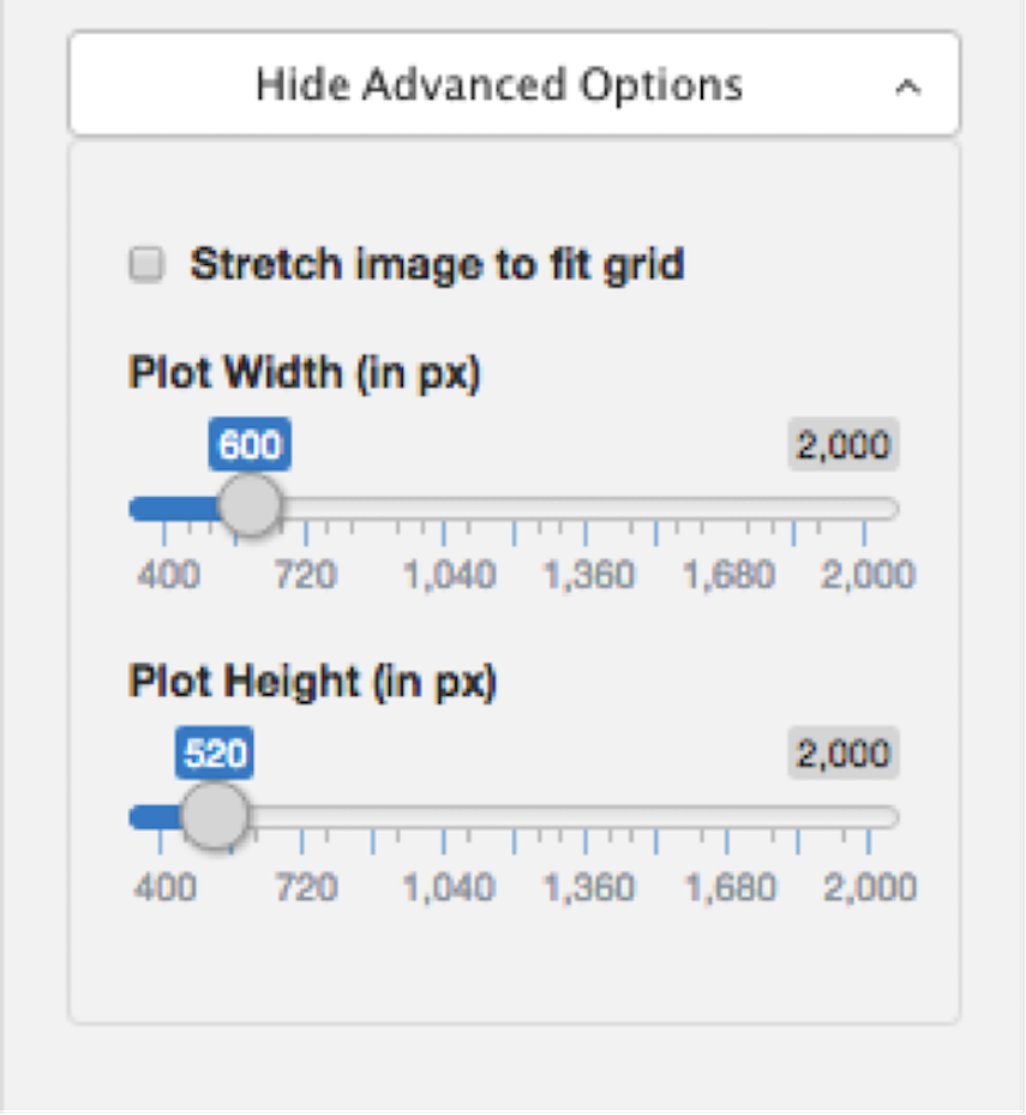 Hide Advanced Options
Stretch image to fit grid
Plot Width (in px)
600 2,000
400 720 1,040 1,360 1,680 2,000
Plot Height (in px)
520 2,000
400 720 1,040 1,360 1,680 2,000